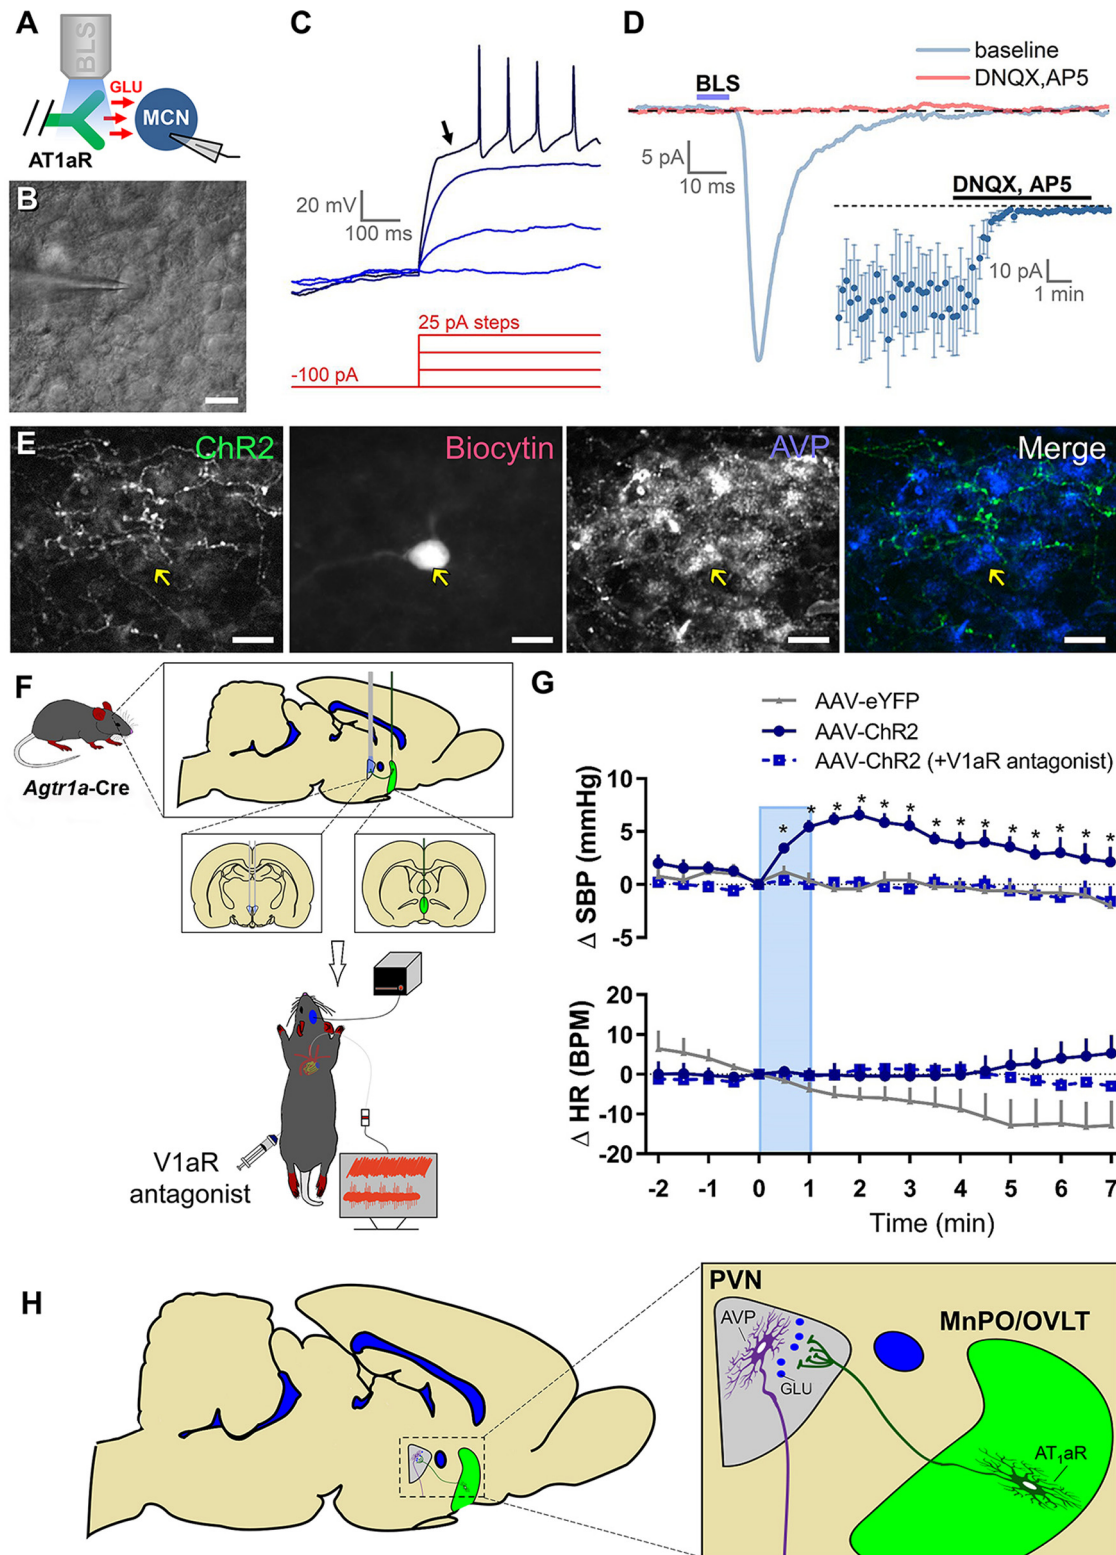 A
BLS
GLU
MCN
AT1aR
B
C
20 mV
100 ms
25 pA steps
-100 pA
D
baseline
DNQX,AP5
BLS
5 pA
10 ms
DNQX, AP5
10 pA
1 min
E
ChR2
Biocytin
AVP
Merge
F
Agtr1a-Cre
V1aR
antagonist
G
AAV-eYFP
AAV-ChR2
AAV-ChR2 (+V1aR antagonist)
Δ SBP (mmHg)
10
5
0
-5
* * * * * * * * * * * * * *
Δ HR (BPM)
20
10
0
-10
-20
-2 -1 0 1 2 3 4 5 6 7
Time (min)
H
PVN
AVP
GLU
MnPO/OVLT
AT₁aR